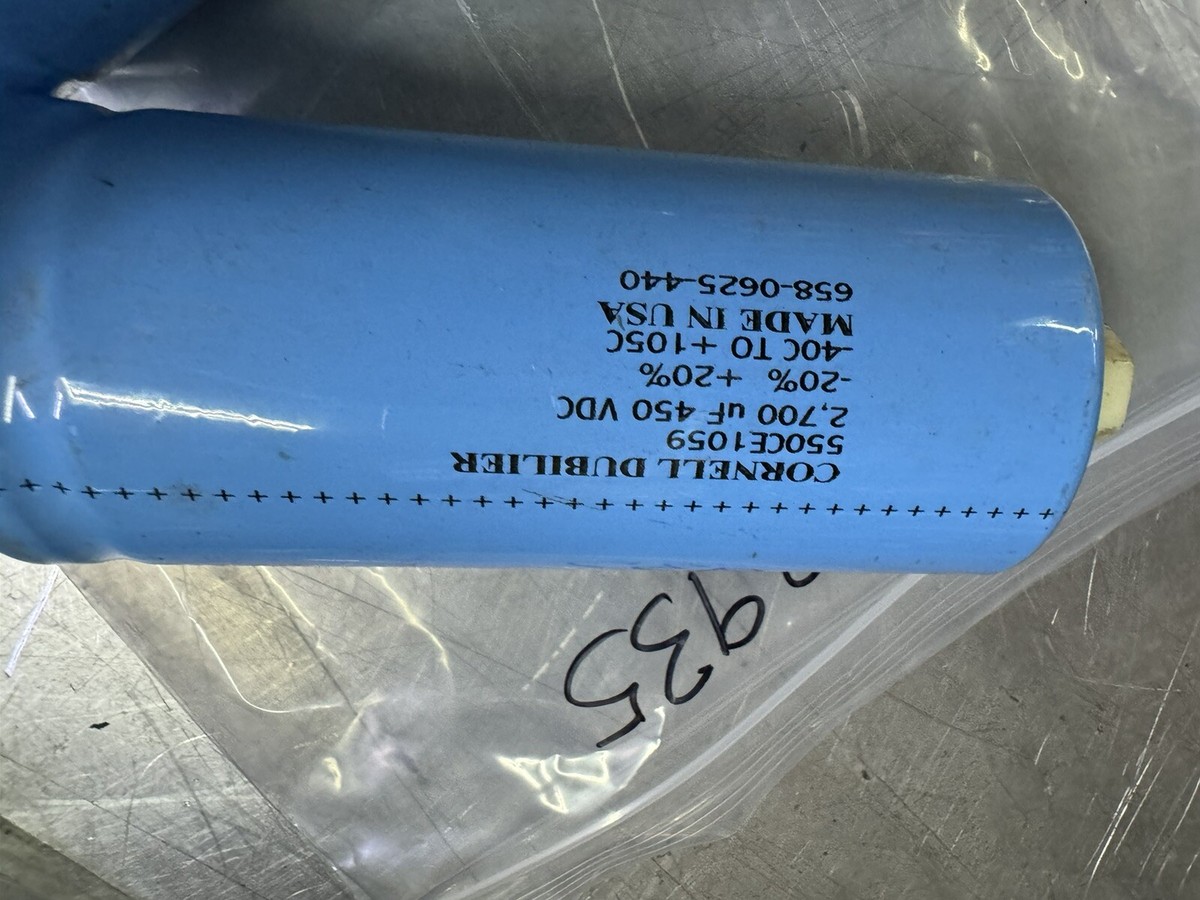 CORNELL DUBILIER
550CE1059
2,700 uF 450 VDC
-20% +20%
-40C TO +105C
MADE IN USA
658-0625-440
+++++++++++++++++++++++++++++++++++
935